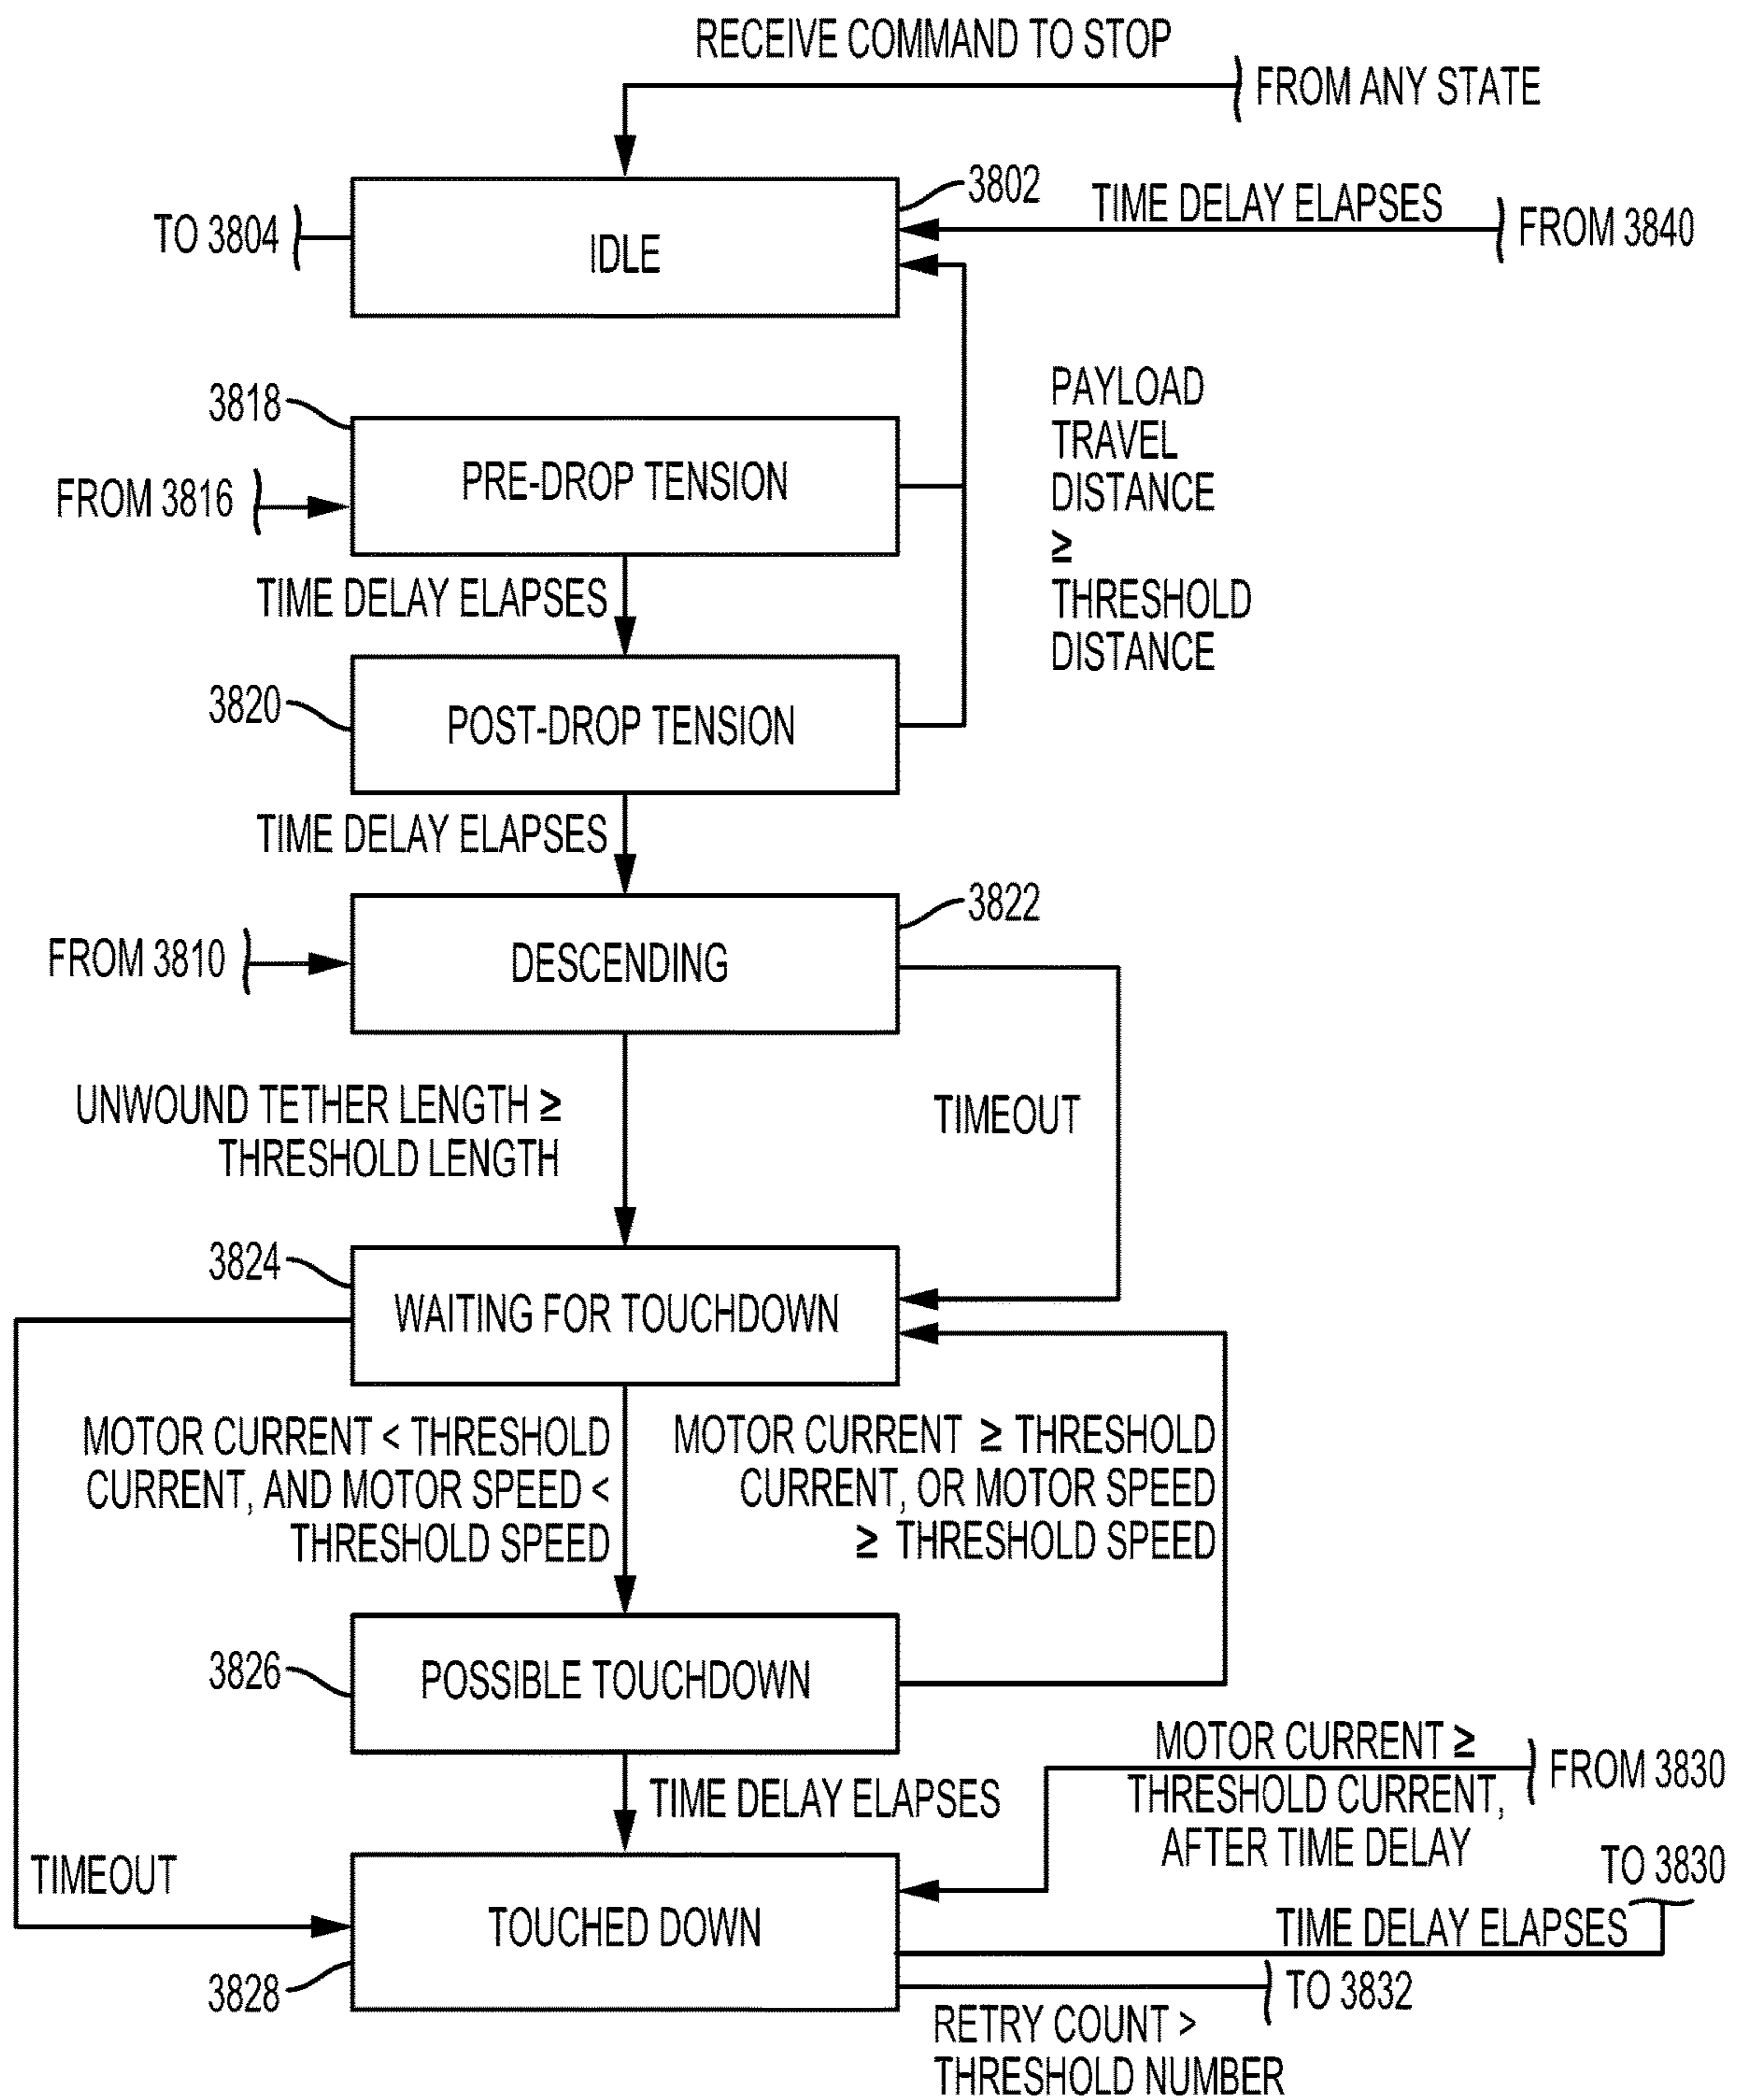 RECEIVE COMMAND TO STOP
FROM ANY STATE
3802
TIME DELAY ELAPSES
FROM 3840
TO 3804
IDLE
3818
PAYLOAD
TRAVEL
DISTANCE
≥
THRESHOLD
DISTANCE
FROM 3816
PRE-DROP TENSION
TIME DELAY ELAPSES
3820
POST-DROP TENSION
TIME DELAY ELAPSES
3822
FROM 3810
DESCENDING
UNWOUND TETHER LENGTH ≥
THRESHOLD LENGTH
TIMEOUT
3824
WAITING FOR TOUCHDOWN
MOTOR CURRENT < THRESHOLD
CURRENT, AND MOTOR SPEED <
THRESHOLD SPEED
MOTOR CURRENT ≥ THRESHOLD
CURRENT, OR MOTOR SPEED
≥ THRESHOLD SPEED
3826
POSSIBLE TOUCHDOWN
TIME DELAY ELAPSES
MOTOR CURRENT ≥
THRESHOLD CURRENT,
AFTER TIME DELAY
FROM 3830
TO 3830
TIMEOUT
TOUCHED DOWN
TIME DELAY ELAPSES
3828
TO 3832
RETRY COUNT >
THRESHOLD NUMBER